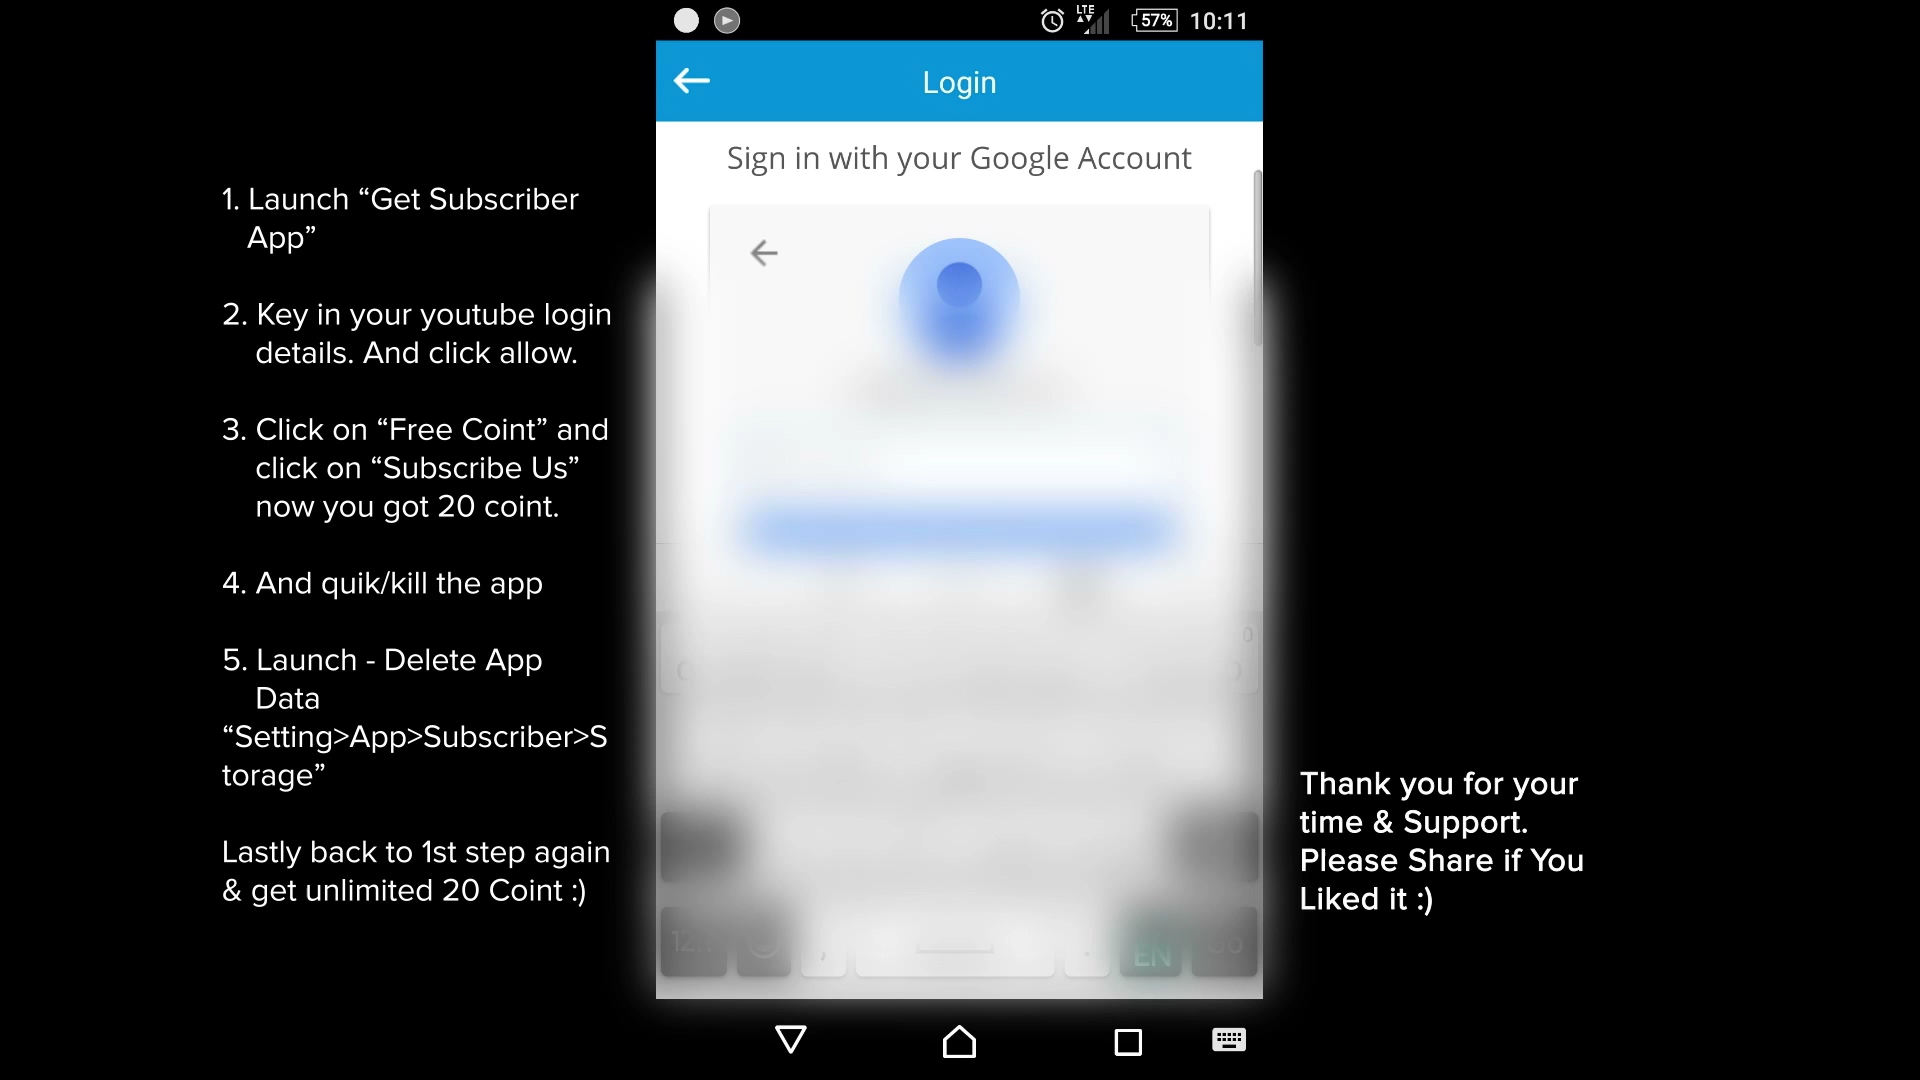 LTE
57%
10:11
Login
Sign in with your Google Account
1. Launch “Get Subscriber
App”
2. Key in your youtube login
details. And click allow.
3. Click on “Free Coint” and
click on “Subscribe Us”
now you got 20 coint.
4. And quik/kill the app
5. Launch - Delete App
Data
“Setting>App>Subscriber>S
torage”
Lastly back to 1st step again
& get unlimited 20 Coint :)
Thank you for your
time & Support.
Please Share if You
Liked it :)
EN